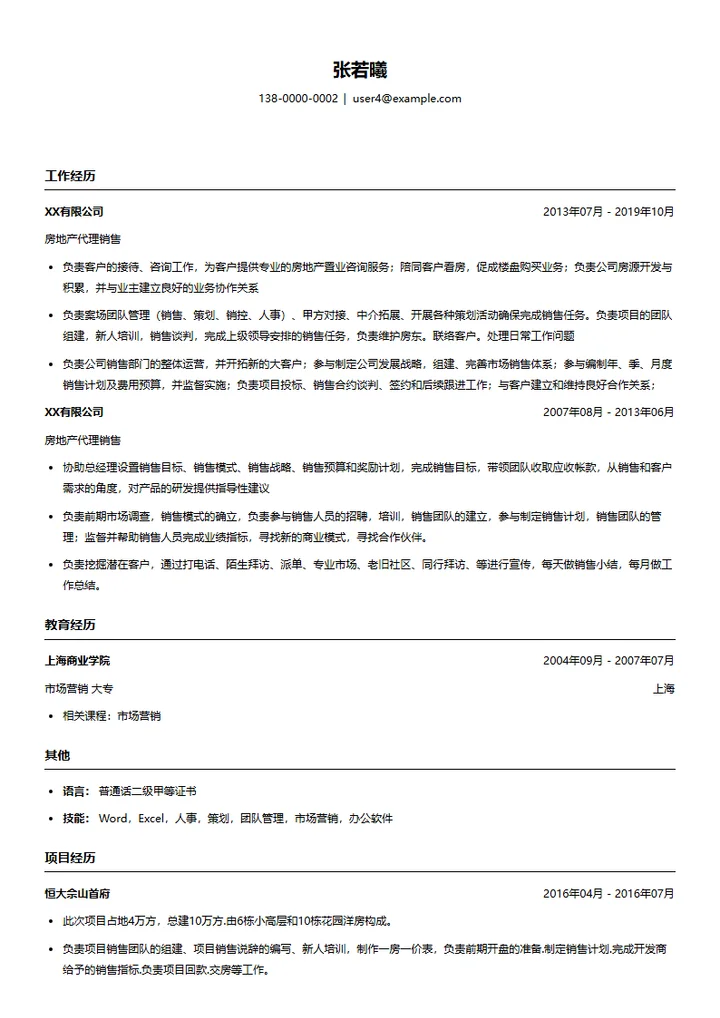 张若曦
138-0000-0002 | user4@example.com
工作经历
XX有限公司 2013年07月 - 2019年10月
房地产代理销售
• 负责客户的接待、咨询工作，为客户提供专业的房地产置业咨询服务；陪同客户看房，促成楼盘购买业务；负责公司房源开发与
积累，并与业主建立良好的业务协作关系
• 负责案场团队管理（销售、策划、销控、人事）、甲方对接、中介拓展、开展各种策划活动确保完成销售任务。负责项目的团队
组建，新人培训，销售谈判，完成上级领导安排的销售任务，负责维护房东。联络客户。处理日常工作问题
• 负责公司销售部门的整体运营，并开拓新的大客户；参与制定公司发展战略，组建、完善市场销售体系；参与编制年、季、月度
销售计划及费用预算，并监督实施；负责项目投标、销售合约谈判、签约和后续跟进工作；与客户建立和维持良好合作关系；
XX有限公司 2007年08月 - 2013年06月
房地产代理销售
• 协助总经理设置销售目标、销售模式、销售战略、销售预算和奖励计划，完成销售目标，带领团队收取应收帐款，从销售和客户
需求的角度，对产品的研发提供指导性建议
• 负责前期市场调查，销售模式的确立，负责参与销售人员的招聘，培训，销售团队的建立，参与制定销售计划，销售团队的管
理；监督并帮助销售人员完成业绩指标，寻找新的商业模式，寻找合作伙伴。
• 负责挖掘潜在客户，通过打电话、陌生拜访、派单、专业市场、老旧社区、同行拜访、等进行宣传，每天做销售小结，每月做工
作总结。
教育经历
上海商业学院 2004年09月 - 2007年07月
市场营销 大专 上海
• 相关课程：市场营销
其他
• 语言： 普通话二级甲等证书
• 技能： Word，Excel，人事，策划，团队管理，市场营销，办公软件
项目经历
恒大佘山首府 2016年04月 - 2016年07月
• 此次项目占地4万方，总建10万方.由6栋小高层和10栋花园洋房构成。
• 负责项目销售团队的组建、项目销售说辞的编写、新人培训，制作一房一价表，负责前期开盘的准备.制定销售计划.完成开发商
给予的销售指标.负责项目回款.交房等工作。